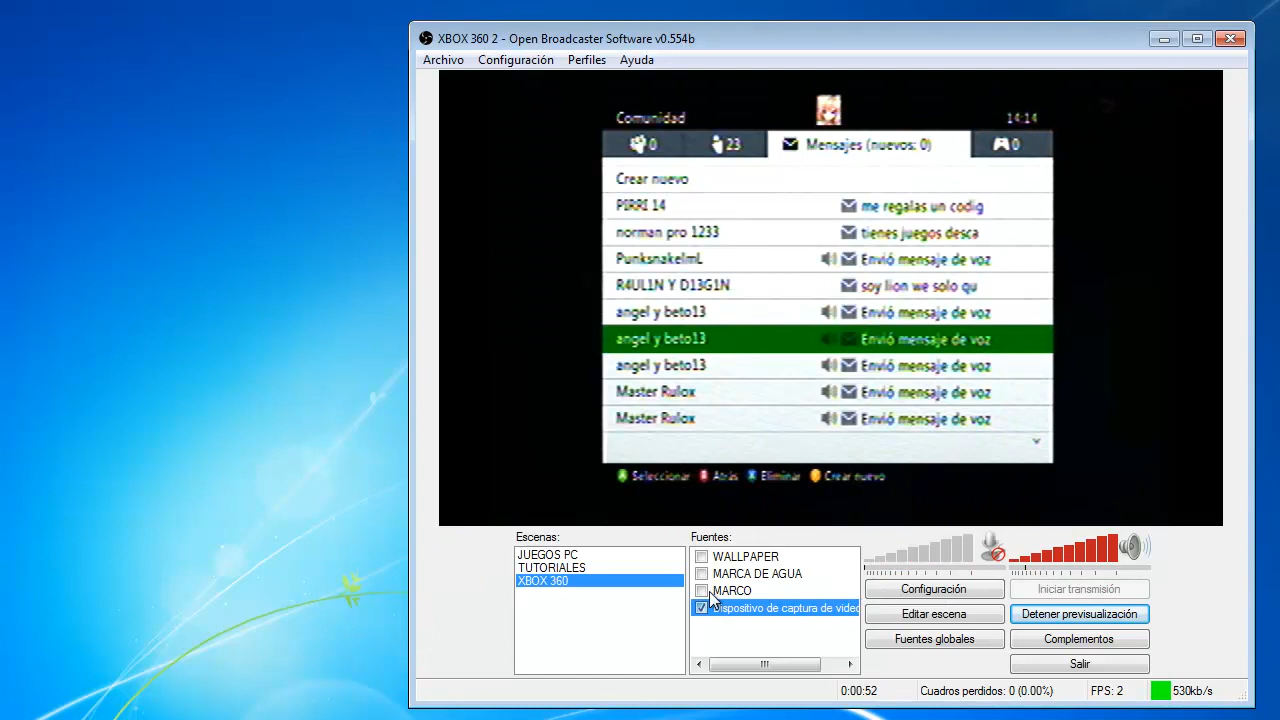 XBOX 360 2 - Open Broadcaster Software v0.554b
Archivo Configuración Perfiles Ayuda
Comunidad 14:14
0 23 Mensajes (nuevos: 0) 0
Crear nuevo
PIRRI 14 me regalas un codig
norman pro 1233 tienes juegos desca
PunksnakelmL Envió mensaje de voz
R4UL1N Y D13G1N soy lion we solo qu
angel y beto13 Envió mensaje de voz
angel y beto13 Envió mensaje de voz
angel y beto13 Envió mensaje de voz
Master Rulox Envió mensaje de voz
Master Rulox Envió mensaje de voz
Seleccionar Atrás Eliminar Crear nuevo
Escenas: Fuentes:
JUEGOS PC
TUTORIALES
XBOX 360
WALLPAPER
MARCA DE AGUA
MARCO
ispositivo de captura de video
Configuración Iniciar transmisión
Editar escena Detener previsualización
Fuentes globales Complementos
Salir
0:00:52 Cuadros perdidos: 0 (0.00%) FPS: 2 530kb/s